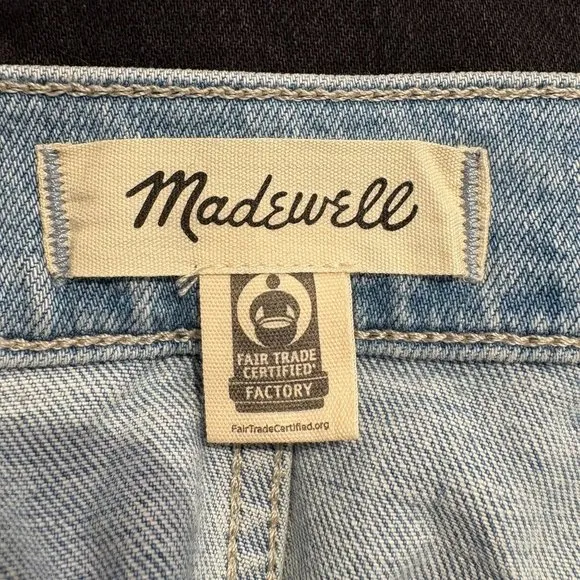 Madewell
FAIR TRADE
CERTIFIED
FACTORY
FairTradeCertified.org